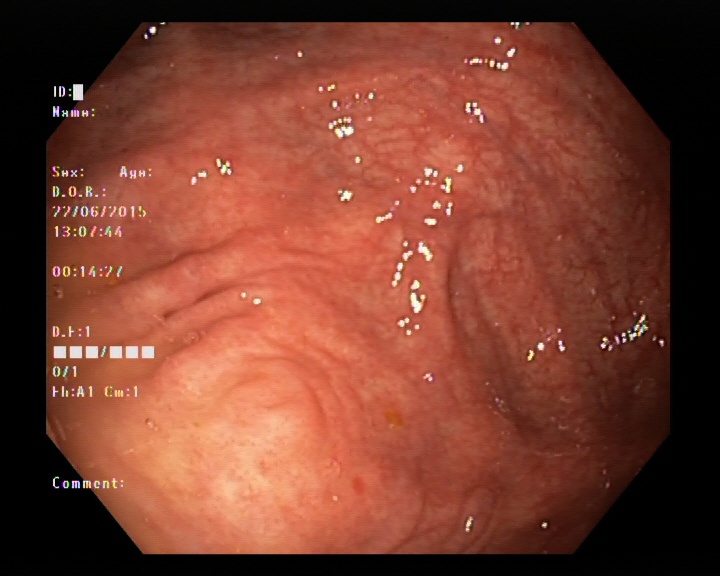 ID:
Name:
Sex: Age:
D.O.B.:
22/06/2015
13:07:44
00:14:27
D.F:1
■■■/■■■
0/1
Eh:A1 Cm:1
Comment: